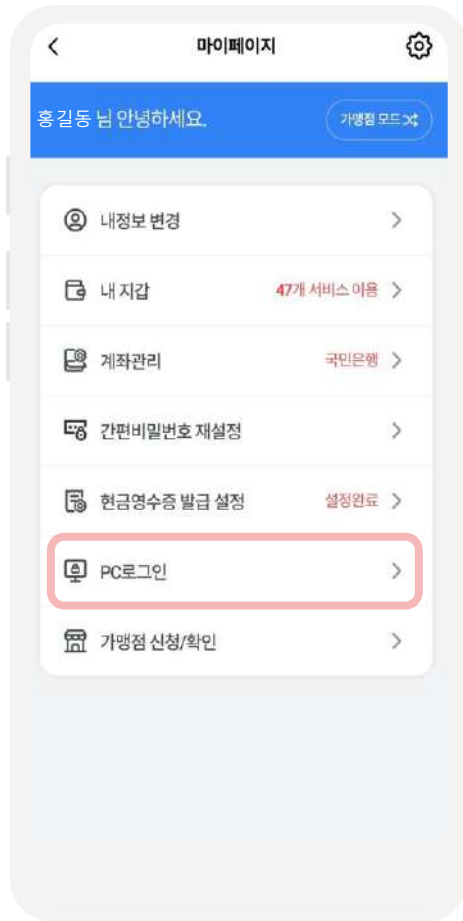 마이페이지
홍길동 님 안녕하세요.
가맹점 모드
내정보 변경
내 지갑 47개 서비스 이용
계좌관리 국민은행
간편비밀번호 재설정
현금영수증 발급 설정 설정완료
PC로그인
가맹점 신청/확인